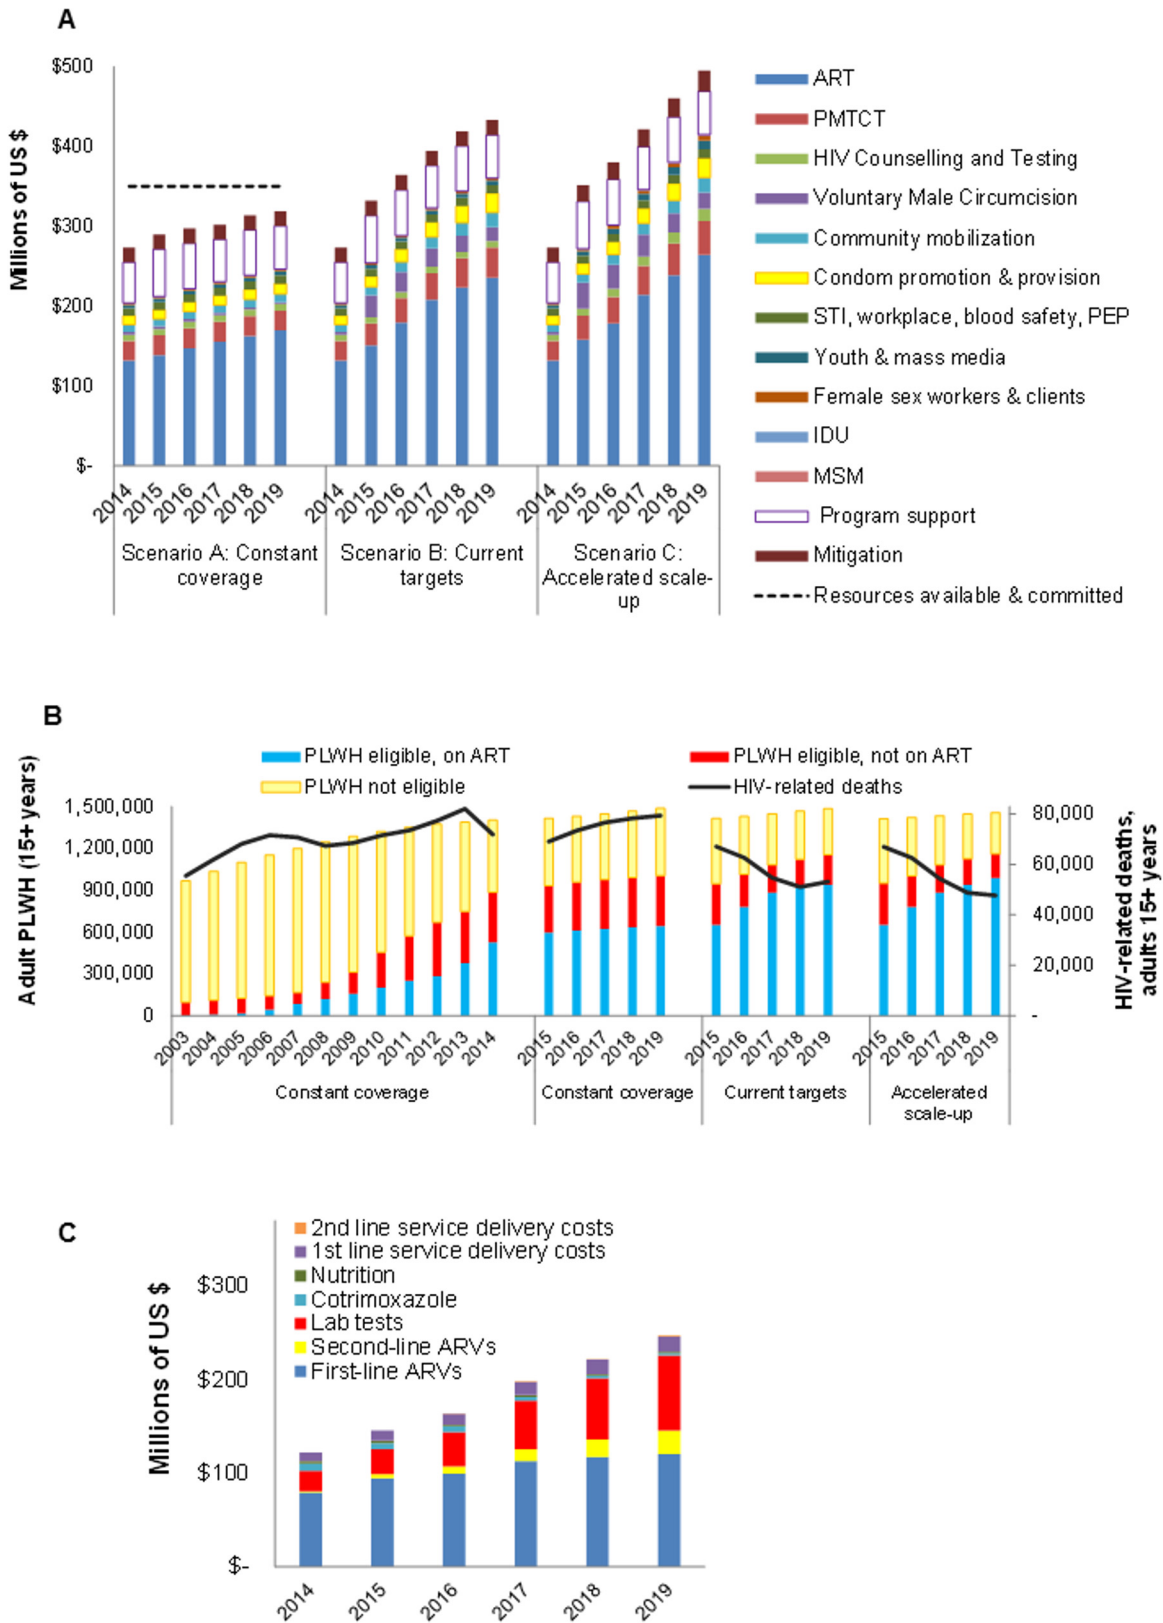 A
$500
$400
$300
$200
$100
$-
Millions of US $
2014 2015 2016 2017 2018 2019
2014 2015 2016 2017 2018 2019
2014 2015 2016 2017 2018 2019
Scenario A: Constant
coverage
Scenario B: Current
targets
Scenario C:
Accelerated scale-
up
ART
PMTCT
HIV Counselling and Testing
Voluntary Male Circumcision
Community mobilization
Condom promotion & provision
STI, workplace, blood safety, PEP
Youth & mass media
Female sex workers & clients
IDU
MSM
Program support
Mitigation
Resources available & committed
B
PLWH eligible, on ART
PLWH eligible, not on ART
PLWH not eligible
HIV-related deaths
Adult PLWH (15+ years)
1,500,000
1,200,000
900,000
600,000
300,000
0
80,000
60,000
40,000
20,000
-
HIV-related deaths,
adults 15+ years
2003 2004 2005 2006 2007 2008 2009 2010 2011 2012 2013 2014
2015 2016 2017 2018 2019
2015 2016 2017 2018 2019
2015 2016 2017 2018 2019
Constant coverage
Constant coverage
Current targets
Accelerated
scale-up
C
2nd line service delivery costs
1st line service delivery costs
Nutrition
Cotrimoxazole
Lab tests
Second-line ARVs
First-line ARVs
Millions of US $
$300
$200
$100
$-
2014 2015 2016 2017 2018 2019